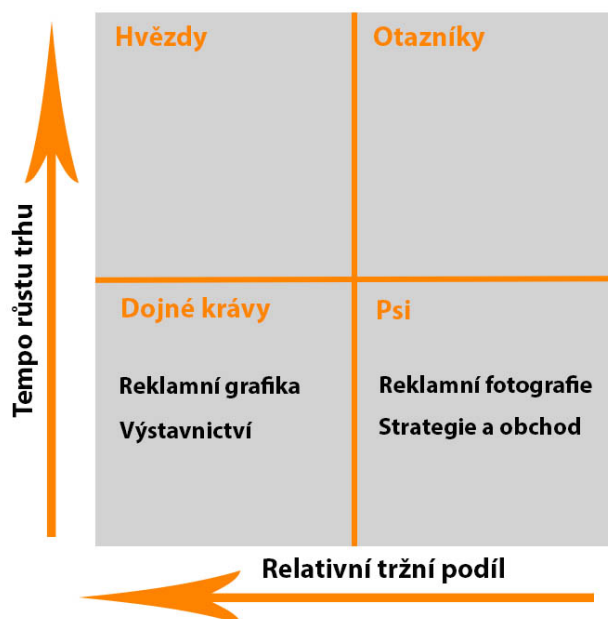 Hvězdy
Otazníky
Tempo růstu trhu
Dojné krávy
Psi
Reklamní grafika
Reklamní fotografie
Výstavnictví
Strategie a obchod
Relativní tržní podíl